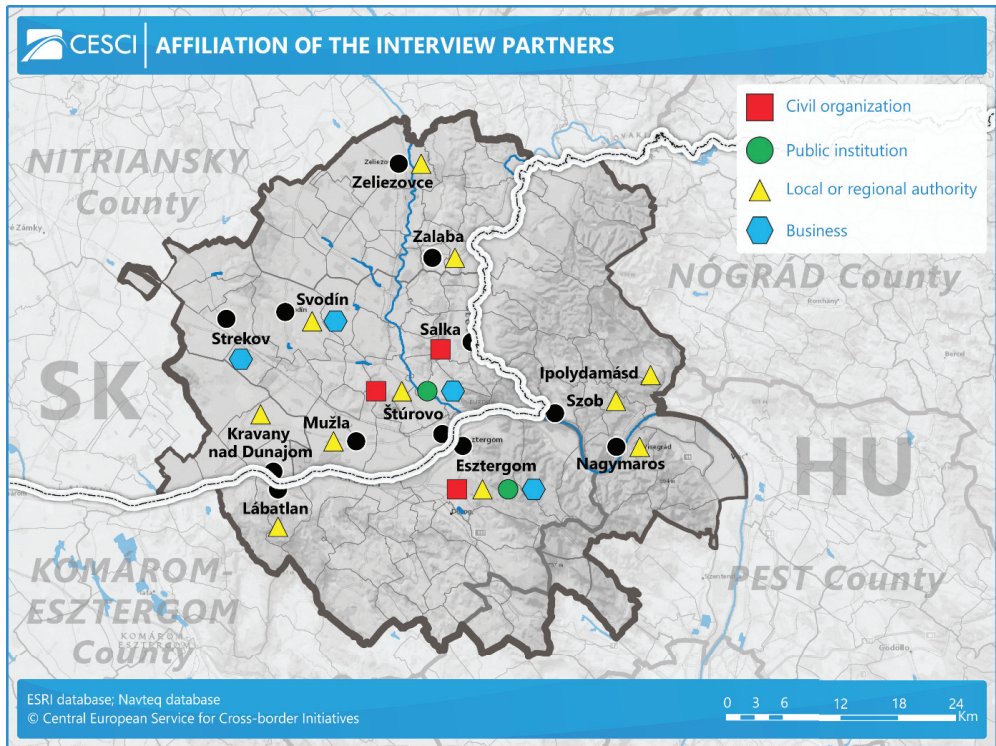 CESCI
AFFILIATION OF THE INTERVIEW PARTNERS
Civil organization
Public institution
Local or regional authority
Business
NITRIANSKY
County
Zeliezovce
Zalaba
NÓGRÁD County
Svodín
Strekov
Salka
SK
Ipolydamásd
Szob
Štúrovo
Mužla
Kravany
nad Dunajom
Nagymaros
HU
Esztergom
Lábatlan
KOMÁROM-
ESZTERGOM
County
KOMÁROM
ESZTERGOM
PEST County
Gödöllő
ESRI database; Navteq database
© Central European Service for Cross-border Initiatives
0 3 6 12 18 24
Km